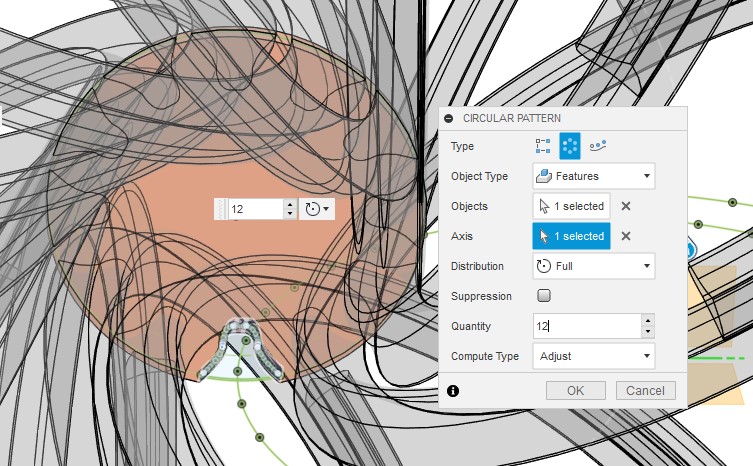 CIRCULAR PATTERN
Type
Object Type Features
Objects 1 selected
12
Axis 1 selected
Distribution Full
Suppression
Quantity 12
Compute Type Adjust
OK Cancel